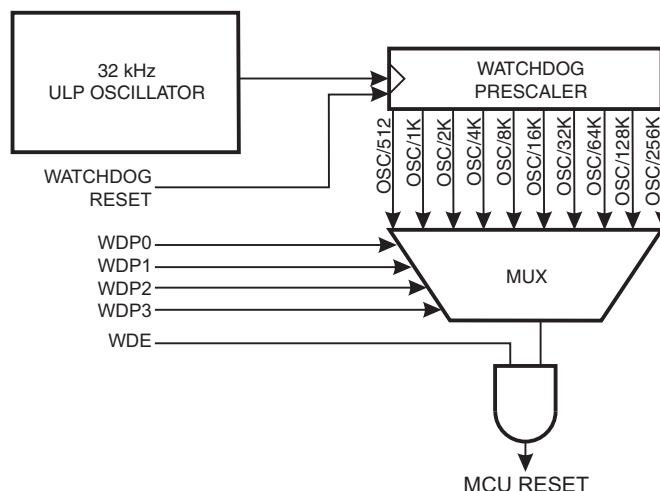 32 kHz
ULP OSCILLATOR
WATCHDOG
PRESCALER
OSC/512
OSC/1K
OSC/2K
OSC/4K
OSC/8K
OSC/16K
OSC/32K
OSC/64K
OSC/128K
OSC/256K
WATCHDOG
RESET
WDP0
WDP1
WDP2
WDP3
WDE
MUX
MCU RESET